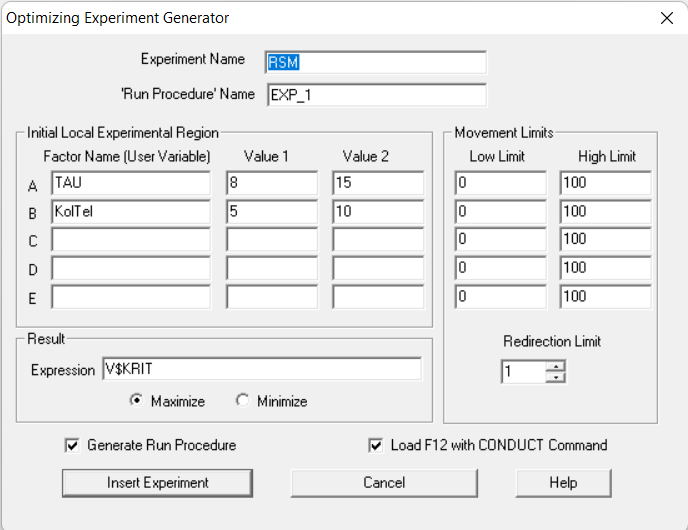 Optimizing Experiment Generator
Experiment Name RSM
'Run Procedure' Name EXP_1
Initial Local Experimental Region
Factor Name (User Variable) Value 1 Value 2
A TAU 8 15
B KolTel 5 10
C
D
E
Movement Limits
Low Limit High Limit
0 100
0 100
0 100
0 100
0 100
Redirection Limit
1
Result
Expression V$KRIT
Maximize Minimize
Generate Run Procedure Load F12 with CONDUCT Command
Insert Experiment Cancel Help